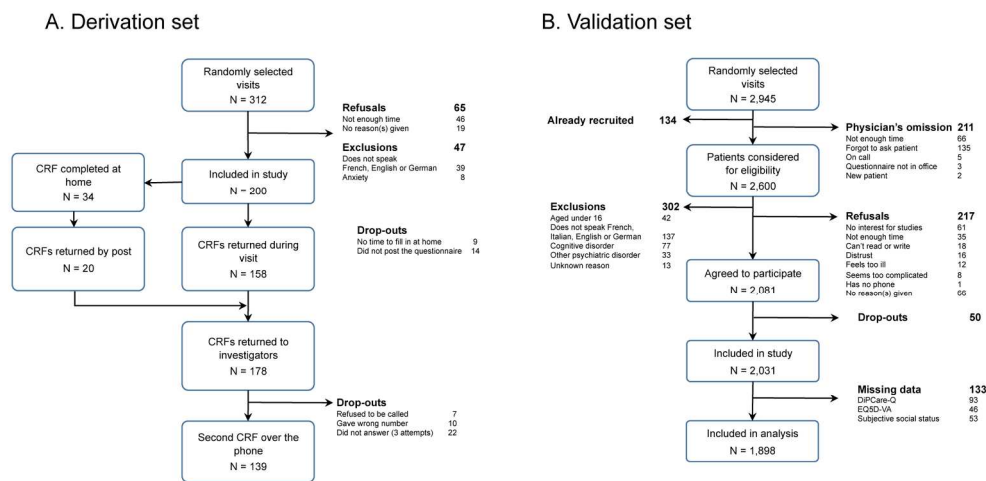 A. Derivation set
Randomly selected
visits
N = 312
Refusals 65
Not enough time 46
No reason(s) given 19
Exclusions 47
Does not speak
French, English or German 39
Anxiety 8
CRF completed at
home
N = 34
Included in study
N = 200
CRFs returned by post
N = 20
CRFs returned during
visit
N = 158
Drop-outs
No time to fill in at home 9
Did not post the questionnaire 14
CRFs returned to
investigators
N = 178
Drop-outs
Refused to be called 7
Gave wrong number 10
Did not answer (3 attempts) 22
Second CRF over the
phone
N = 139
B. Validation set
Randomly selected
visits
N = 2,945
Already recruited 134
Physician's omission 211
Not enough time 66
Forgot to ask patient 135
On call 5
Questionnaire not in office 3
New patient 2
Patients considered
for eligibility
N = 2,600
Exclusions 302
Aged under 16 42
Does not speak French,
Italian, English or German 137
Cognitive disorder 77
Other psychiatric disorder 33
Unknown reason 13
Refusals 217
No interest for studies 61
Not enough time 35
Can't read or write 18
Distrust 16
Feels too ill 12
Seems too complicated 8
Has no phone 1
No reason(s) given 66
Agreed to participate
N = 2,081
Drop-outs 50
Included in study
N = 2,031
Missing data 133
DiPCare-Q 93
EQ5D-VA 46
Subjective social status 53
Included in analysis
N = 1,898